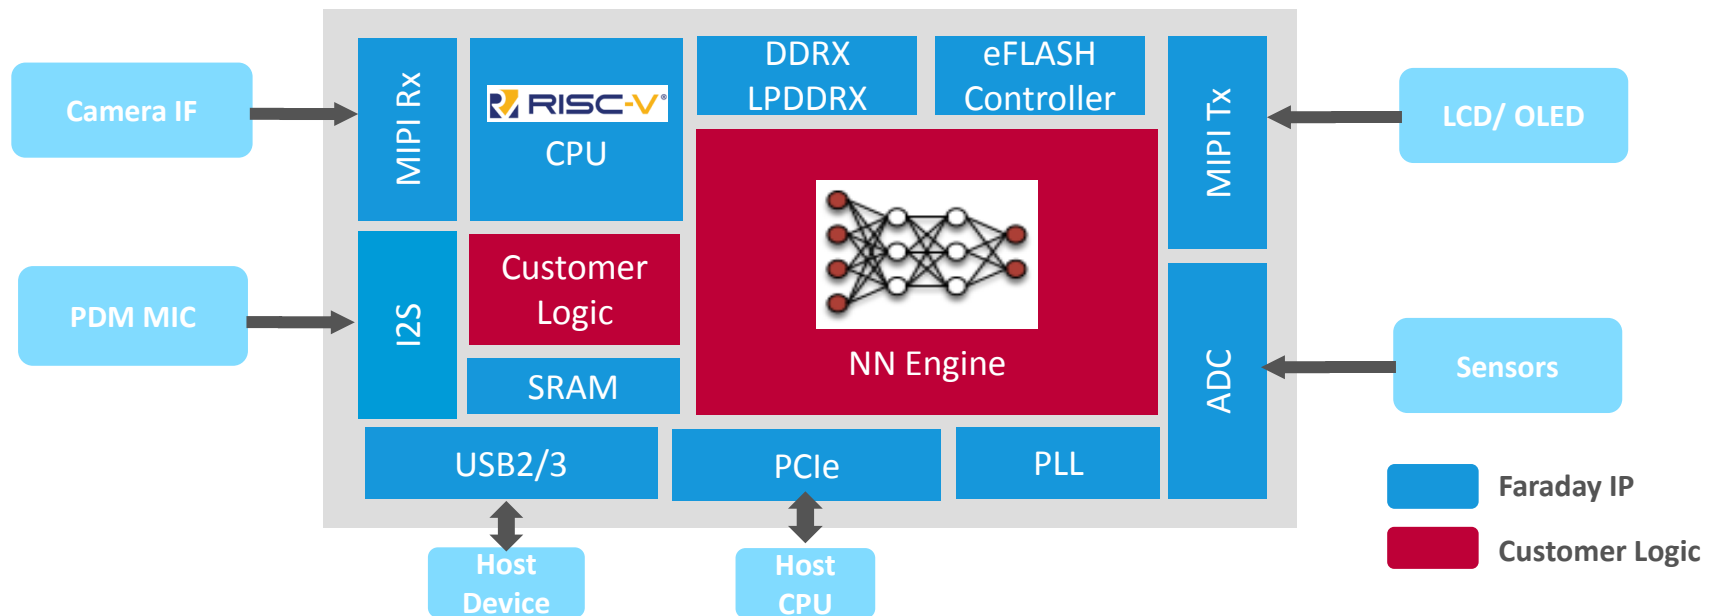 Camera IF
PDM MIC
MIPI Rx
I2S
RISC-V®
CPU
Customer
Logic
SRAM
DDRX
LPDDRX
eFLASH
Controller
NN Engine
MIPI Tx
ADC
USB2/3
PCIe
PLL
LCD/ OLED
Sensors
Host
Device
Host
CPU
Faraday IP
Customer Logic